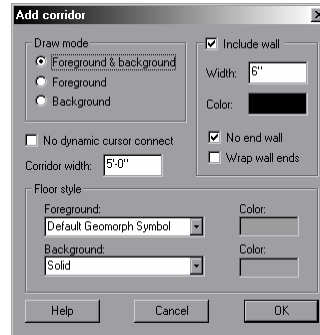 Add corridor
Draw mode
Foreground & background
Foreground
Background
Include wall
Width: 6"
Color:
No end wall
Wrap wall ends
No dynamic cursor connect
Corridor width: 5'-0"
Floor style
Foreground: Color:
Default Geomorph Symbol
Background: Color:
Solid
Help Cancel OK